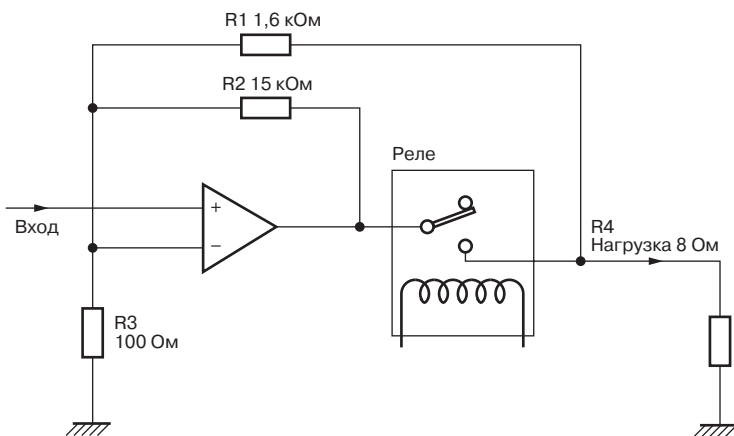 R1 1,6 кОм
R2 15 кОм
Реле
+
Вход
−
R4
Нагрузка 8 Ом
R3
100 Ом